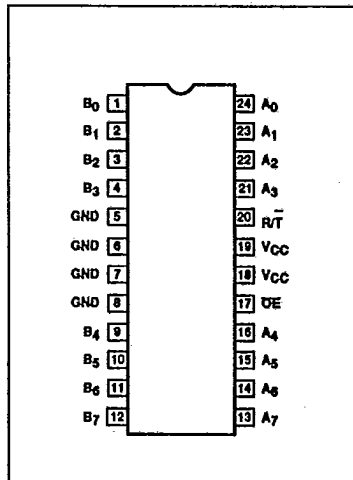 B0 1 24 A0
B1 2 23 A1
B2 3 22 A2
B3 4 21 A3
GND 5 20 R/T̅
GND 6 19 VCC
GND 7 18 VCC
GND 8 17 O̅E̅
B4 9 16 A4
B5 10 15 A5
B6 11 14 A6
B7 12 13 A7